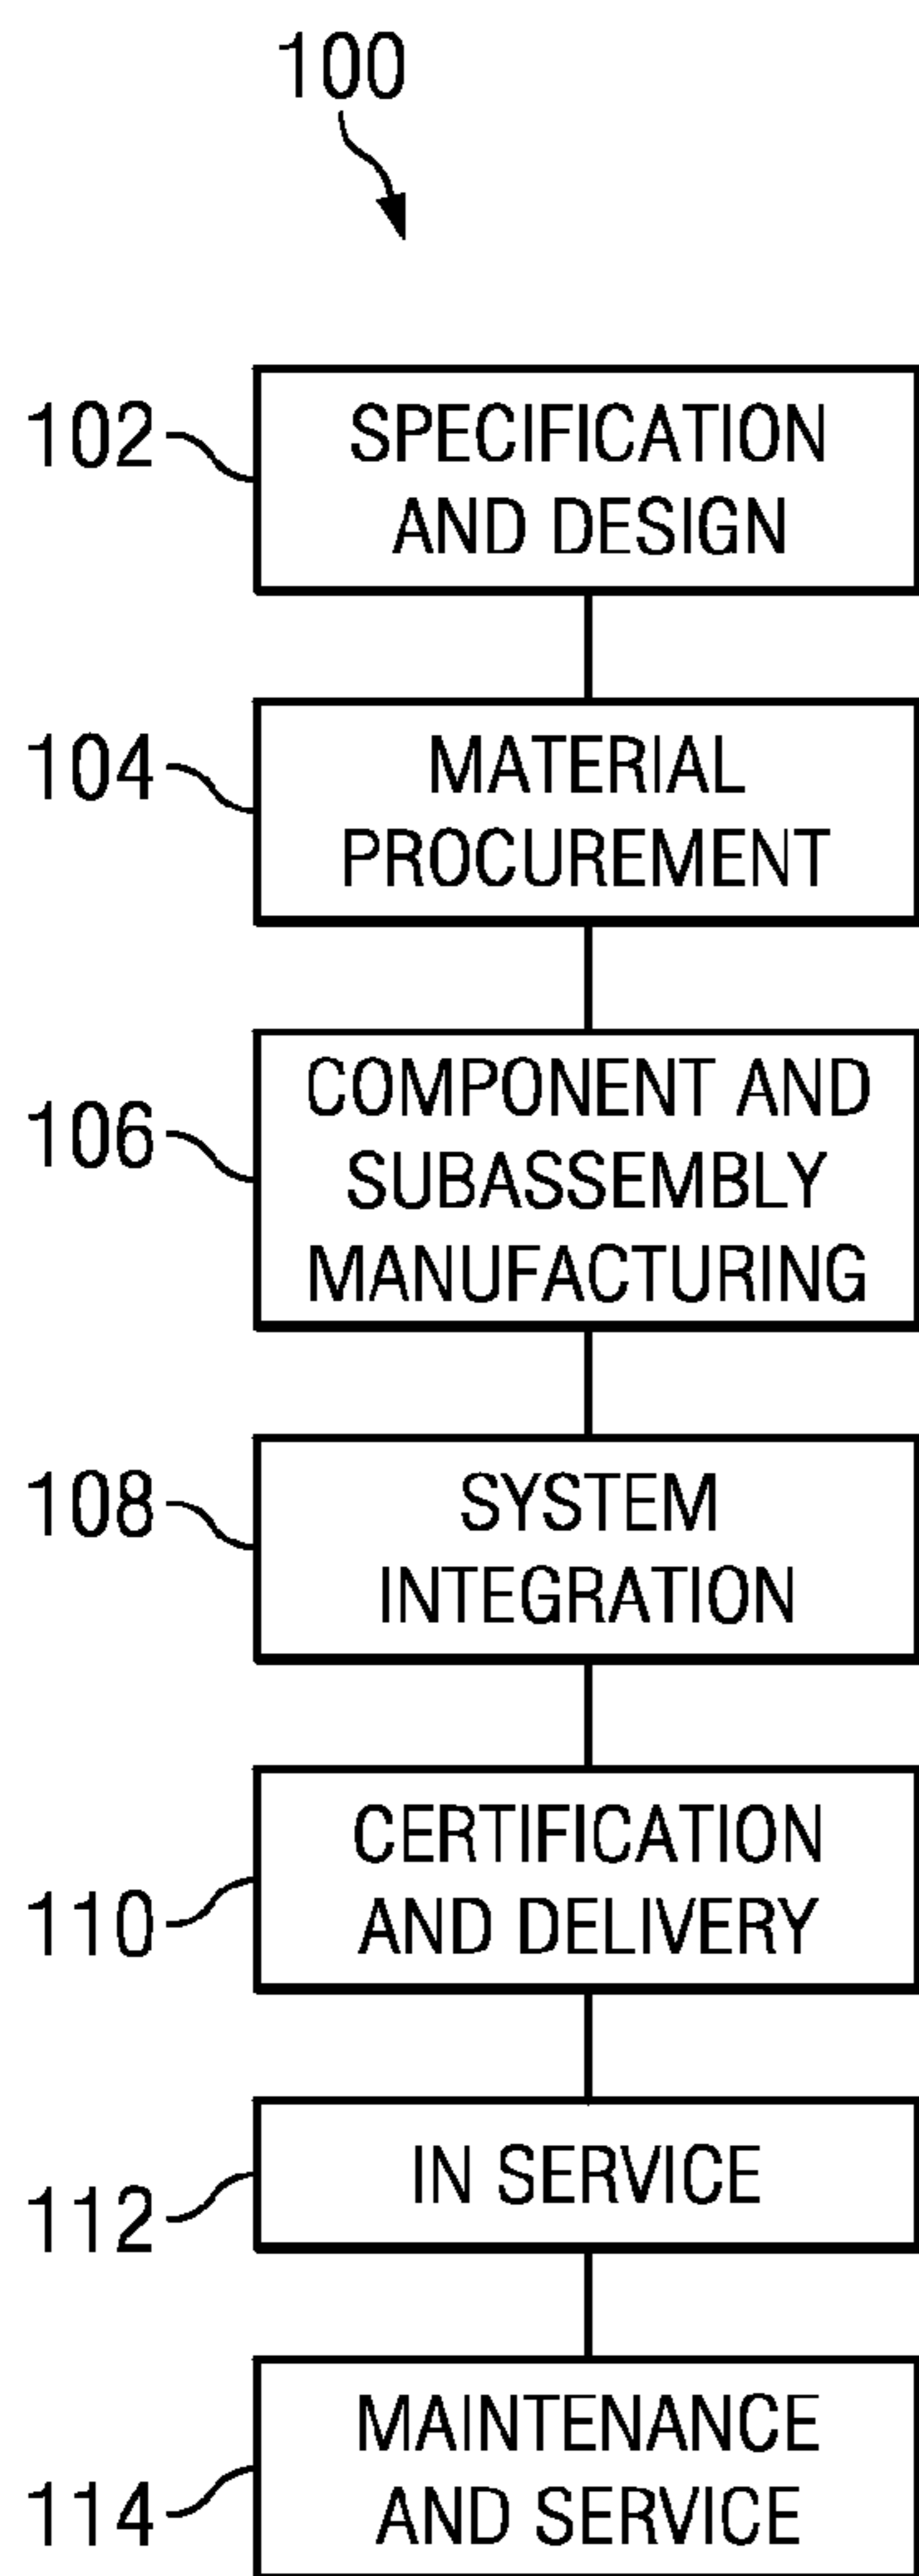 100
102
SPECIFICATION
AND DESIGN
104
MATERIAL
PROCUREMENT
106
COMPONENT AND
SUBASSEMBLY
MANUFACTURING
108
SYSTEM
INTEGRATION
110
CERTIFICATION
AND DELIVERY
112
IN SERVICE
114
MAINTENANCE
AND SERVICE